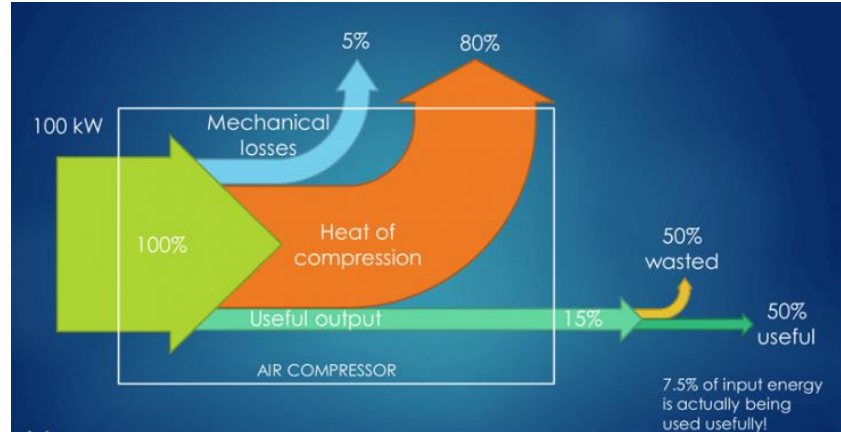 5%
80%
100 kW
Mechanical
losses
100%
Heat of
compression
50%
wasted
Useful output
15%
50%
useful
AIR COMPRESSOR
7.5% of input energy
is actually being
used usefully!